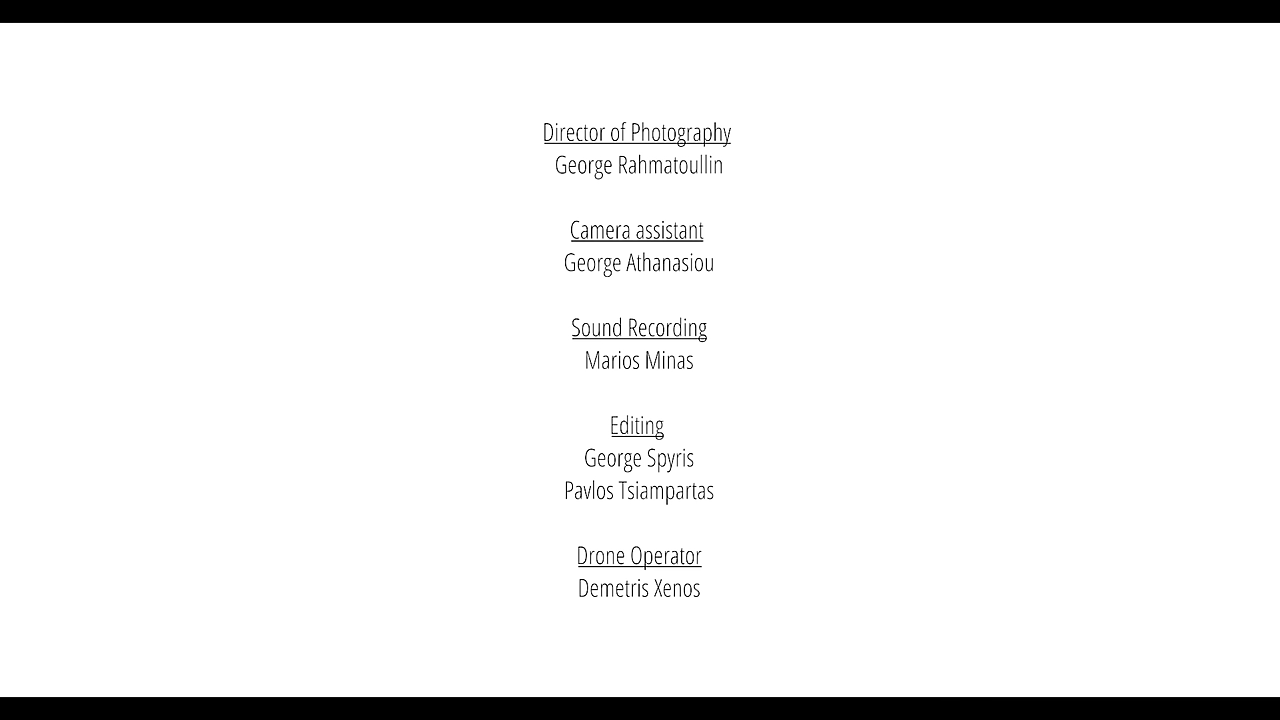 Director of Photography
George Rahmatoullin
Camera assistant
George Athanasiou
Sound Recording
Marios Minas
Editing
George Spyris
Pavlos Tsiampartas
Drone Operator
Demetris Xenos